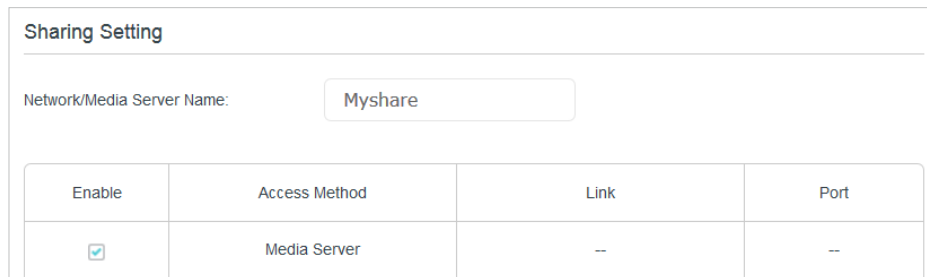 Sharing Setting
Network/Media Server Name: Myshare
Enable Access Method Link Port
Media Server -- --